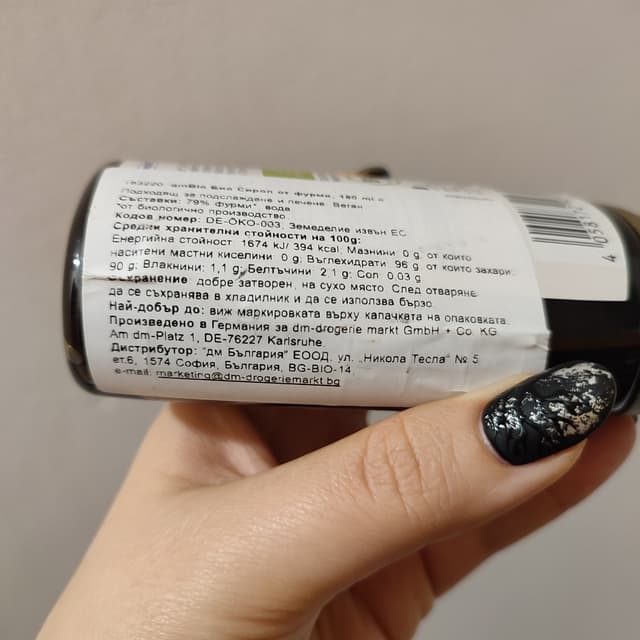 dmBio Био Сироп от фурми, 180 ml
Подходящ за подслаждане и печене. Веган
Съставки: 79% Фурми*, вода
*от биологично производство
Кодов номер: DE-ÖKO-003, Земеделие извън ЕС
Средни хранителни стойности на 100g:
Енергийна стойност: 1674 kJ/ 394 kcal; Мазнини: 0 g, от които
наситени мастни киселини: 0 g; Въглехидрати: 96 g, от които захари:
90 g; Влакнини: 1,1 g; Белтъчини: 2,1 g; Сол: 0,03 g
Съхранение: добре затворен, на сухо място. След отваряне
да се съхранява в хладилник и да се използва бързо.
Най-добър до: виж маркировката върху капачката на опаковката.
Произведено в Германия за dm-drogerie markt GmbH + Co. KG
Am dm-Platz 1, DE-76227 Karlsruhe.
Дистрибутор: "дм България" ЕООД, ул. „Никола Тесла" № 5
ет.6, 1574 София, България, BG-BIO-14
e-mail: marketing@dm-drogeriemarkt.bg